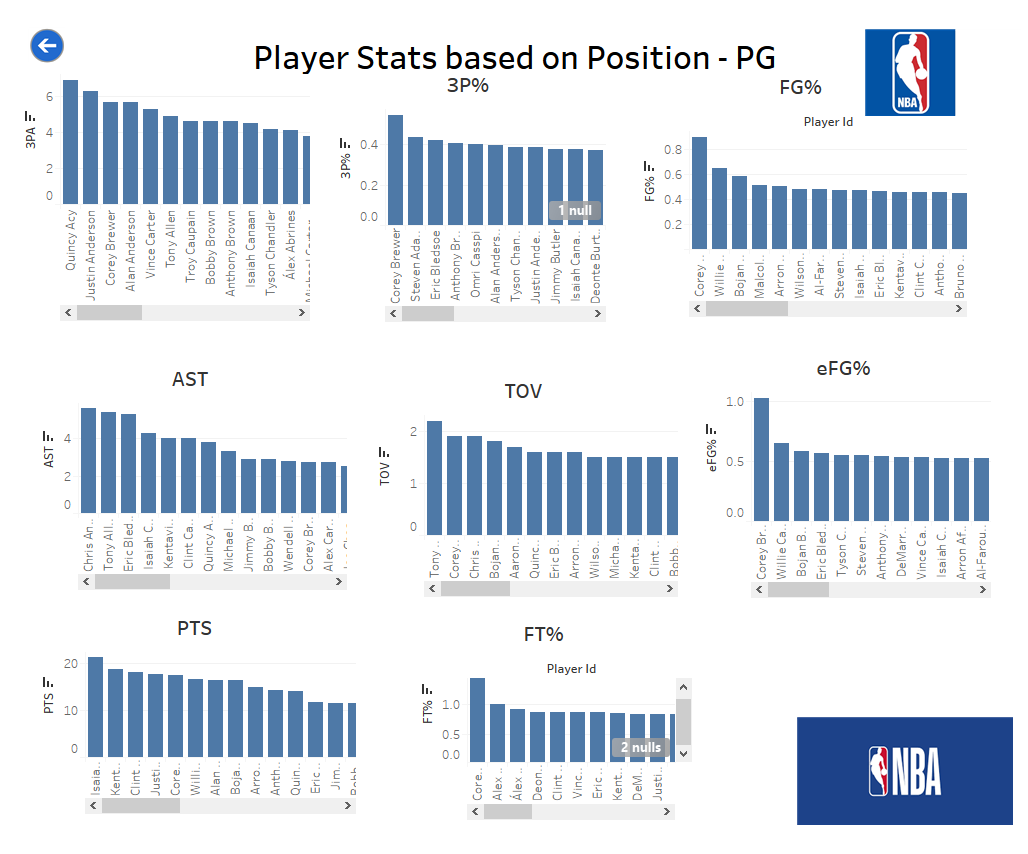 Player Stats based on Position - PG
3P%
FG%
NBA
Player Id
3PA
6
4
2
0
Quincy Acy
Justin Anderson
Corey Brewer
Alan Anderson
Vince Carter
Tony Allen
Troy Caupain
Bobby Brown
Anthony Brown
Isaiah Canaan
Tyson Chandler
Álex Abrines
3P%
0.4
0.2
0.0
1 null
Corey Brewer
Steven Ada..
Eric Bledsoe
Anthony Br..
Omri Casspi
Alan Anders..
Tyson Chan..
Justin Ande..
Jimmy Butler
Isaiah Cana..
Deonte Burt..
FG%
0.8
0.6
0.4
0.2
Corey ..
Willie ..
Bojan ..
Malcol..
Arron ..
Wilson..
Al-Far..
Steven..
Isaiah ..
Eric Bl..
Kentav..
Clint C..
Antho..
Bruno ..
AST
AST
4
2
0
Chris An..
Tony All..
Eric Bled..
Isaiah C..
Kentavi..
Clint Ca..
Quincy A..
Michael ..
Jimmy B..
Bobby B..
Wendell ..
Corey Br..
Alex Car..
TOV
TOV
2
1
0
Tony ..
Corey..
Chris ..
Bojan..
Aaron..
Quinc..
Eric B..
Arron..
Wilso..
Micha..
Kenta..
Clint ..
Bobb..
eFG%
eFG%
1.0
0.5
0.0
Corey Br..
Willie Ca..
Bojan B..
Eric Bled..
Tyson C..
Steven ..
Anthony..
DeMarr..
Vince Ca..
Isaiah C..
Arron Af..
Al-Farou..
PTS
PTS
20
10
0
Isaia..
Kent..
Clint ..
Justi..
Core..
Willi..
Alan ..
Boja..
Arro..
Anth..
Quin..
Eric ..
Jim..
FT%
Player Id
FT%
1.0
0.5
0.0
2 nulls
Core..
Alex ..
Álex ..
Deon..
Clint ..
Vinc..
Eric ..
Kent..
DeM..
Justi..
NBA